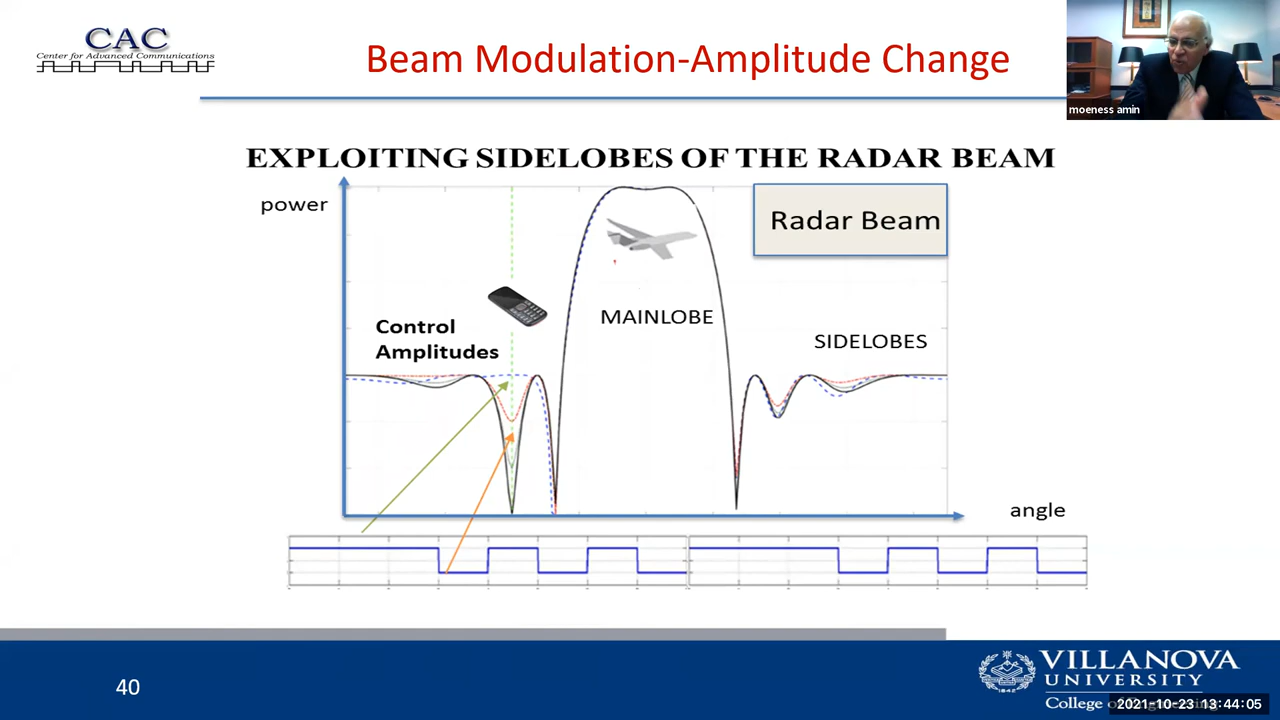 CAC
Center for Advanced Communications
Beam Modulation-Amplitude Change
moeness amin
EXPLOITING SIDELOBES OF THE RADAR BEAM
power
Radar Beam
MAINLOBE
Control
Amplitudes
SIDELOBES
angle
40
VILLANOVA
UNIVERSITY
College of Engineering
2021-10-23 13:44:05